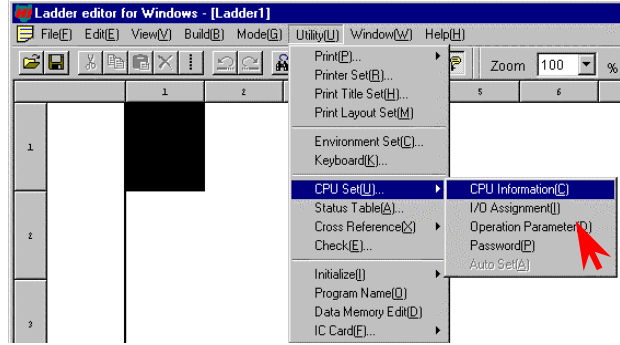 Ladder editor for Windows - [Ladder1]
File(F) Edit(E) View(V) Build(B) Mode(G) Utility(U) Window(W) Help(H)
Zoom 100 %
1 2 5 6
1
2
3
Print(P)...
Printer Set(R)...
Print Title Set(H)...
Print Layout Set(M)
Environment Set(C)...
Keyboard(K)...
CPU Set(U)...
Status Table(A)...
Cross Reference(X)
Check(E)...
Initialize(I)
Program Name(O)
Data Memory Edit(D)
IC Card(F)...
CPU Information(C)
I/O Assignment(I)
Operation Parameter(D)
Password(P)
Auto Set(A)